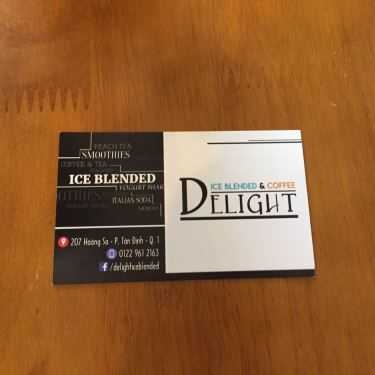 PEACH TEA
SMOOTHIES
COFFEE & TEA
ICE BLENDED
YOGURT SHAKE
ITALIAN SODA
207 Hoàng Sa - P. Tân Định - Q. 1
0122 961 2163
/delighticeblended
ICE BLENDED & COFFEE
DELIGHT